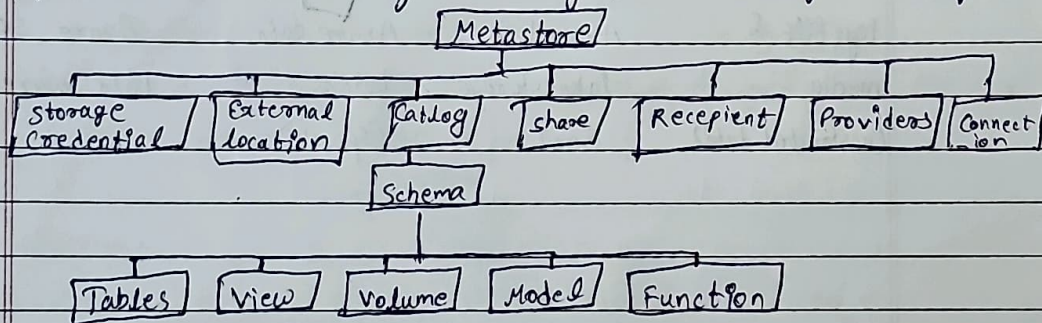 Metastore
Storage Credential
External location
Catlog
share
Recepient
Providers
Connect
ion
Schema
Tables
View
Volume
Model
Function